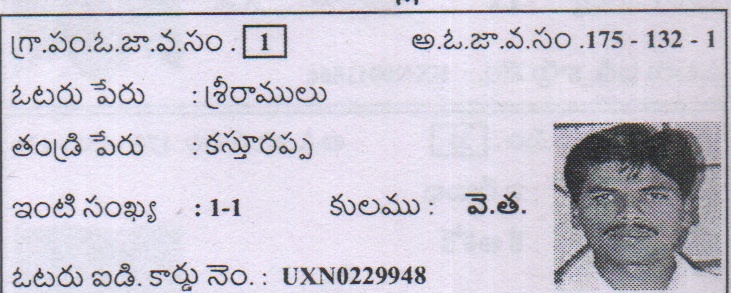 గ్రా.పం.ఓ.జా.వ.సం. 1 అ.ఓ.జా.వ.సం.175 - 132 - 1
ఓటరు పేరు : శ్రీరాములు
తండ్రి పేరు : కస్తూరప్ప
ఇంటి సంఖ్య : 1-1 కులము : వె.త.
ఓటరు ఐడి. కార్డు నెం. : UXN0229948